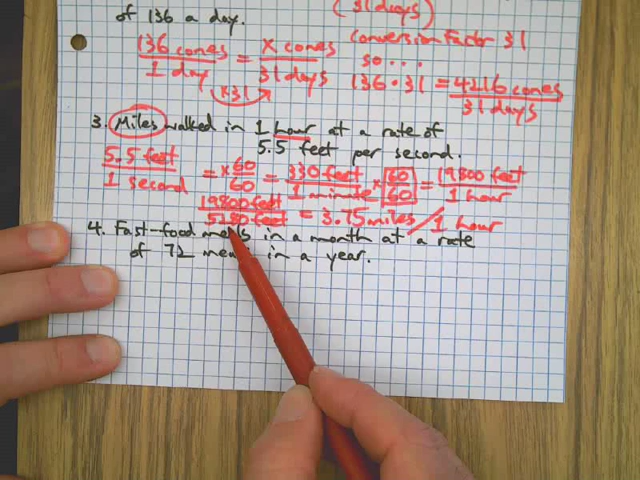 of 136 a day.
(31 days)
136 cones / 1 day = x cones / 31 days
x31
Conversion Factor 31
so...
136 · 31 = 4216 cones / 31 days
3. Miles walked in 1 hour at a rate of
5.5 feet per second.
5.5 feet / 1 second = x 60/60 = 330 feet / 1 minute x 60/60 = 19800 feet / 1 hour
19800 feet / 5280 feet = 3.75 miles / 1 hour
4. Fast-food meals in a month at a rate
of 72 meals in a year.